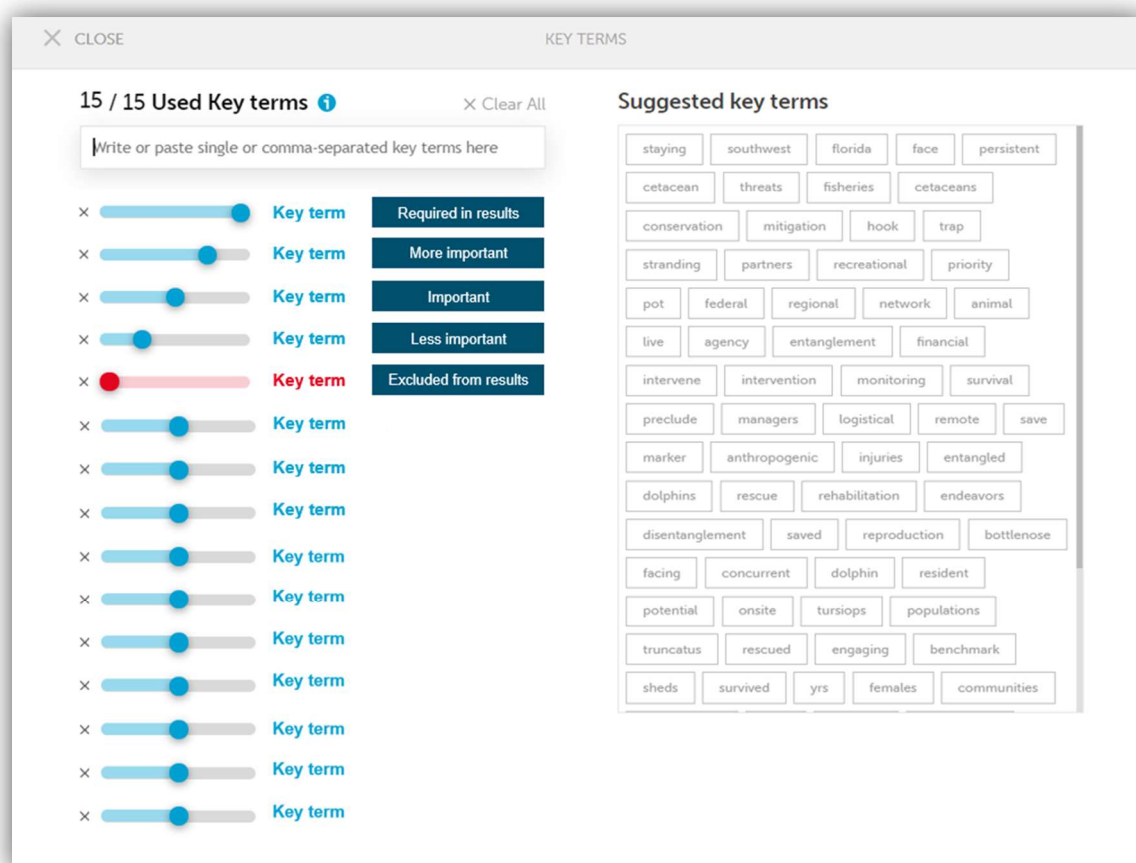 × CLOSE
KEY TERMS
15 / 15 Used Key terms i
× Clear All
Write or paste single or comma-separated key terms here
× Key term Required in results
× Key term More important
× Key term Important
× Key term Less important
× Key term Excluded from results
× Key term
× Key term
× Key term
× Key term
× Key term
× Key term
× Key term
× Key term
× Key term
× Key term
Suggested key terms
staying southwest florida face persistent
cetacean threats fisheries cetaceans
conservation mitigation hook trap
stranding partners recreational priority
pot federal regional network animal
live agency entanglement financial
intervene intervention monitoring survival
preclude managers logistical remote save
marker anthropogenic injuries entangled
dolphins rescue rehabilitation endeavors
disentanglement saved reproduction bottlenose
facing concurrent dolphin resident
potential onsite tursiops populations
truncatus rescued engaging benchmark
sheds survived yrs females communities